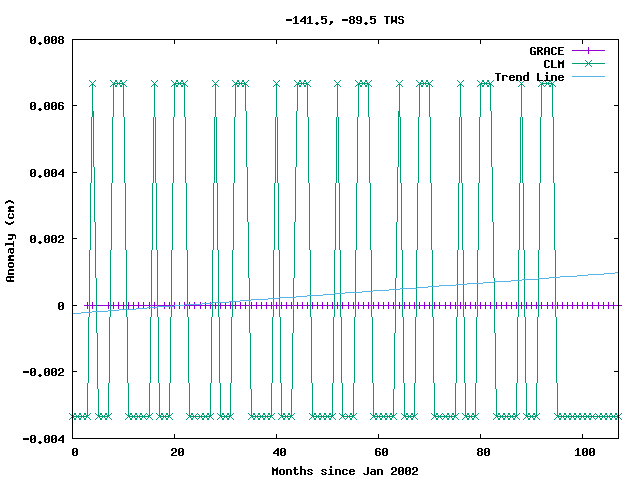 -141.5, -89.5 TWS
GRACE
CLM
Trend Line
0.008
0.006
0.004
0.002
0
-0.002
-0.004
Anomaly (cm)
0 20 40 60 80 100
Months since Jan 2002